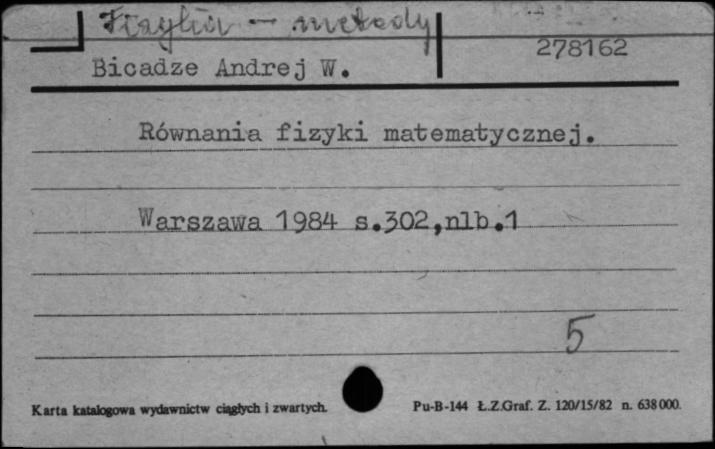 Fizyka - metody
278162
Bicadze Andrej W.
Równania fizyki matematycznej.
Warszawa 1984 s.302,nlb.1
5
Karta katalogowa wydawnictw ciągłych i zwartych.
Pu-B-144 Ł.Z.Graf. Z. 120/15/82 n. 638000.